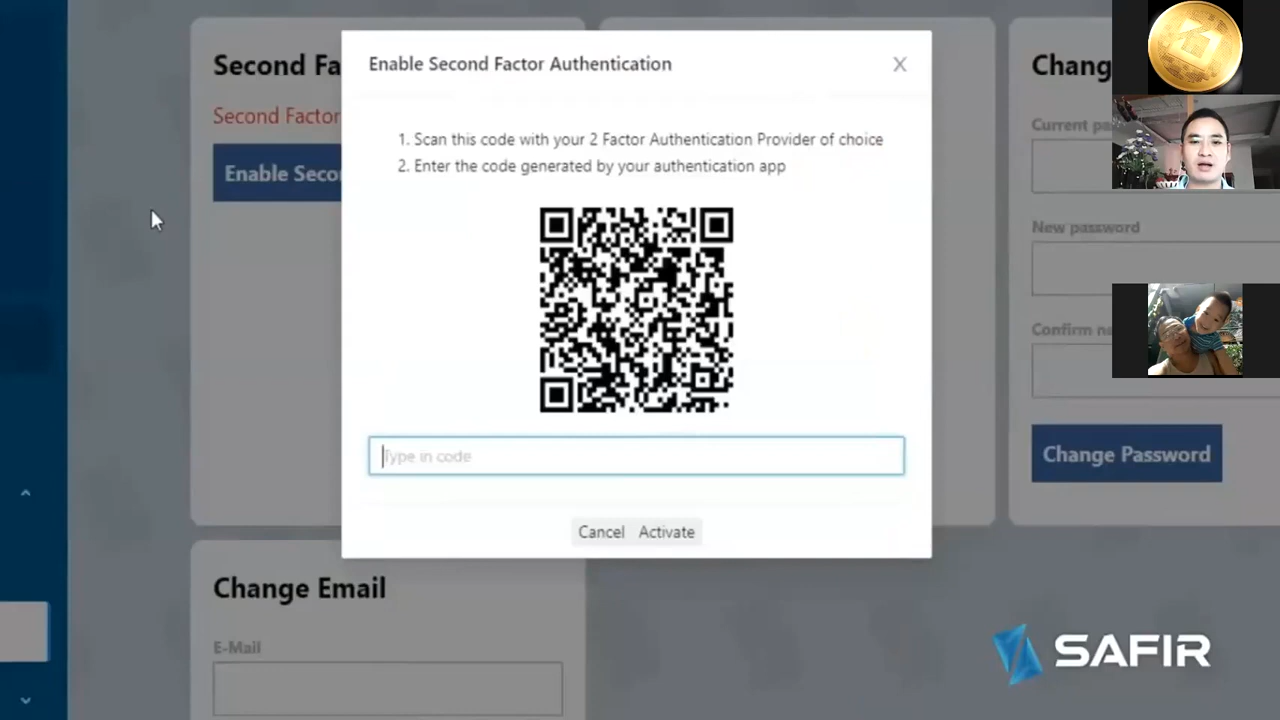 Second Fa
Second Factor
Enable Seco
Enable Second Factor Authentication
X
1. Scan this code with your 2 Factor Authentication Provider of choice
2. Enter the code generated by your authentication app
Type in code
Cancel Activate
Chang
Current pa
New password
Confirm ne
Change Password
Change Email
E-Mail
SAFIR